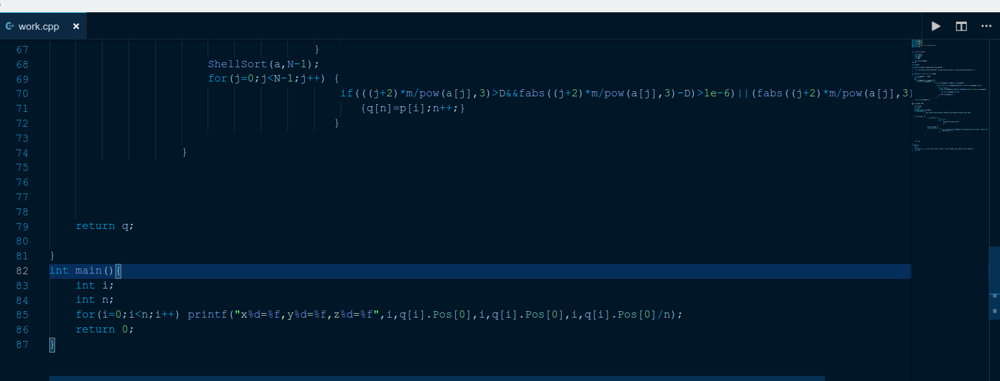 work.cpp
67 }
68 ShellSort(a,N-1);
69 for(j=0;j<N-1;j++) {
70 if(((j+2)*m/pow(a[j],3)>D&&fabs((j+2)*m/pow(a[j],3)-D)>1e-6)||(fabs((j+2)*m/pow(a[j],3)
71 {q[n]=p[i];n++;}
72 }
73
74 }
75
76
77
78
79 return q;
80
81 }
82 int main(){
83 int i;
84 int n;
85 for(i=0;i<n;i++) printf("x%d=%f,y%d=%f,z%d=%f",i,q[i].Pos[0],i,q[i].Pos[0],i,q[i].Pos[0]/n);
86 return 0;
87 }